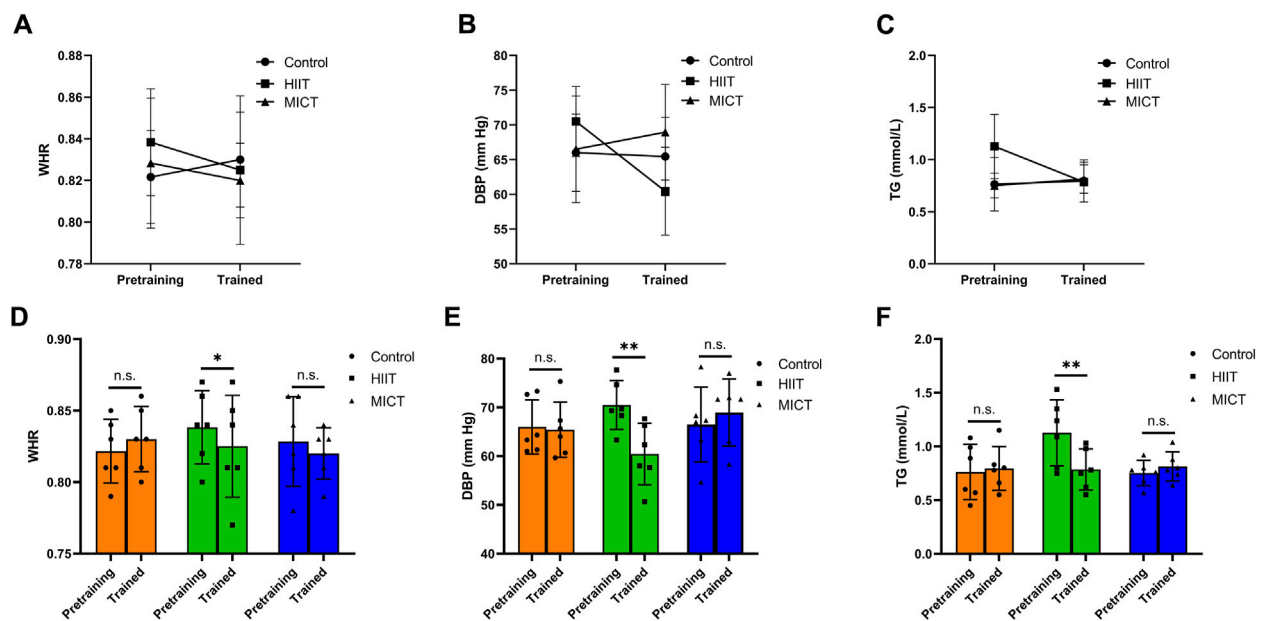 A
WHR
0.88
0.86
0.84
0.82
0.80
0.78
Pretraining
Trained
Control
HIIT
MICT
B
DBP (mm Hg)
80
75
70
65
60
55
50
Pretraining
Trained
Control
HIIT
MICT
C
TG (mmol/L)
2.0
1.5
1.0
0.5
0.0
Pretraining
Trained
Control
HIIT
MICT
D
WHR
0.90
0.85
0.80
0.75
n.s.
*
n.s.
Pretraining
Trained
Pretraining
Trained
Pretraining
Trained
Control
HIIT
MICT
E
DBP (mm Hg)
80
70
60
50
40
n.s.
**
n.s.
Pretraining
Trained
Pretraining
Trained
Pretraining
Trained
Control
HIIT
MICT
F
TG (mmol/L)
2.0
1.5
1.0
0.5
0.0
n.s.
**
n.s.
Pretraining
Trained
Pretraining
Trained
Pretraining
Trained
Control
HIIT
MICT